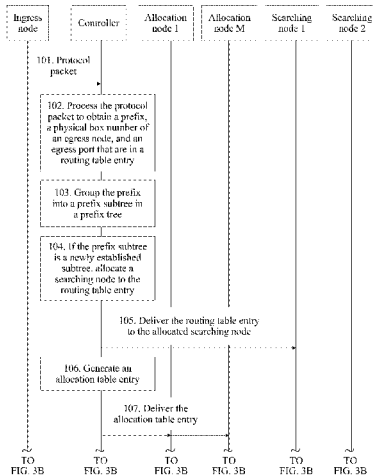 Ingress
node
Controller
Allocation
node 1
Allocation
node M
Searching
node 1
Searching
node 2
101. Protocol
packet
102. Process the protocol
packet to obtain a prefix,
a physical box number of
an egress node, and an
egress port that are in a
routing table entry
103. Group the prefix
into a prefix subtree in
a prefix tree
104. If the prefix subtree
is a newly established
subtree, allocate a
searching node to the
routing table entry
105. Deliver the routing table entry
to the allocated searching node
106. Generate an
allocation table entry
107. Deliver the
allocation table entry
TO
FIG. 3B
TO
FIG. 3B
TO
FIG. 3B
TO
FIG. 3B
TO
FIG. 3B
TO
FIG. 3B